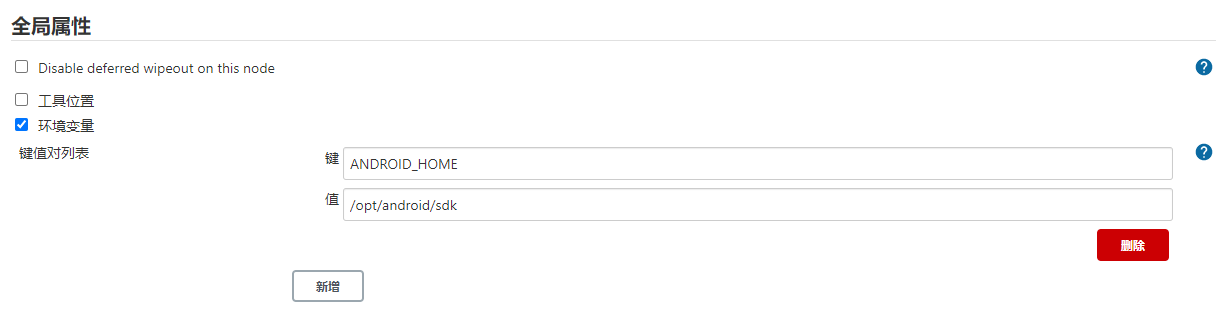 全局属性
Disable deferred wipeout on this node
?
工具位置
环境变量
键值对列表
键 ANDROID_HOME
?
值 /opt/android/sdk
删除
新增